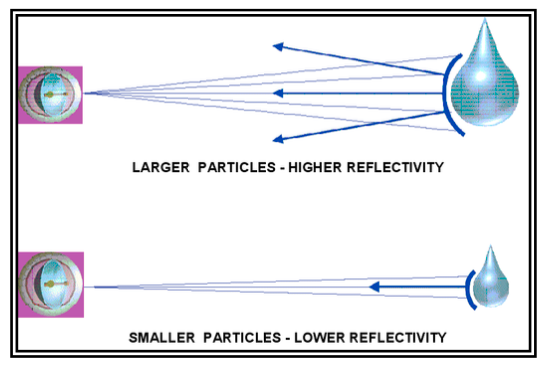 LARGER PARTICLES - HIGHER REFLECTIVITY
SMALLER PARTICLES - LOWER REFLECTIVITY